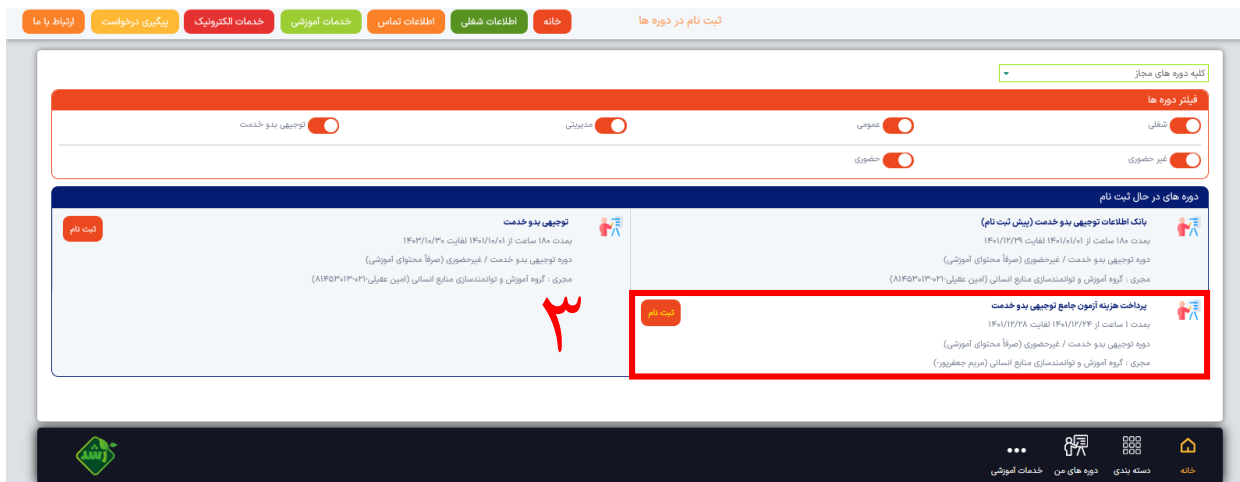 ثبت نام در دوره ها
خانه
اطلاعات شغلی
اطلاعات تماس
خدمات آموزشی
خدمات الکترونیک
پیگیری درخواست
ارتباط با ما
کلیه دوره های مجاز
فیلتر دوره ها
شغلی
عمومی
مدیریتی
توجیهی بدو خدمت
غیر حضوری
حضوری
دوره های در حال ثبت نام
بانک اطلاعات توجیهی بدو خدمت (پیش ثبت نام)
بمدت ۱۸۰ ساعت از ۱۴۰۱/۰۱/۰۱ لغایت ۱۴۰۱/۱۲/۲۹
دوره توجیهی بدو خدمت / غیرحضوری (صرفاً محتوای آموزشی)
مجری : گروه آموزش و توانمندسازی منابع انسانی (امین عقیلی-۰۲۱-۸۱۴۵۳۰۱۳)
توجیهی بدو خدمت
بمدت ۱۸۰ ساعت از ۱۴۰۱/۱۰/۰۱ لغایت ۱۴۰۳/۱۰/۳۰
دوره توجیهی بدو خدمت / غیرحضوری (صرفاً محتوای آموزشی)
مجری : گروه آموزش و توانمندسازی منابع انسانی (امین عقیلی-۰۲۱-۸۱۴۵۳۰۱۳)
ثبت نام
پرداخت هزینه آزمون جامع توجیهی بدو خدمت
بمدت ۱ ساعت از ۱۴۰۱/۱۲/۲۴ لغایت ۱۴۰۱/۱۲/۲۸
دوره توجیهی بدو خدمت / غیرحضوری (صرفاً محتوای آموزشی)
مجری : گروه آموزش و توانمندسازی منابع انسانی (مریم جعفرپور-)
ثبت نام
۳
خانه
دسته بندی
دوره های من
خدمات آموزشی
رشد